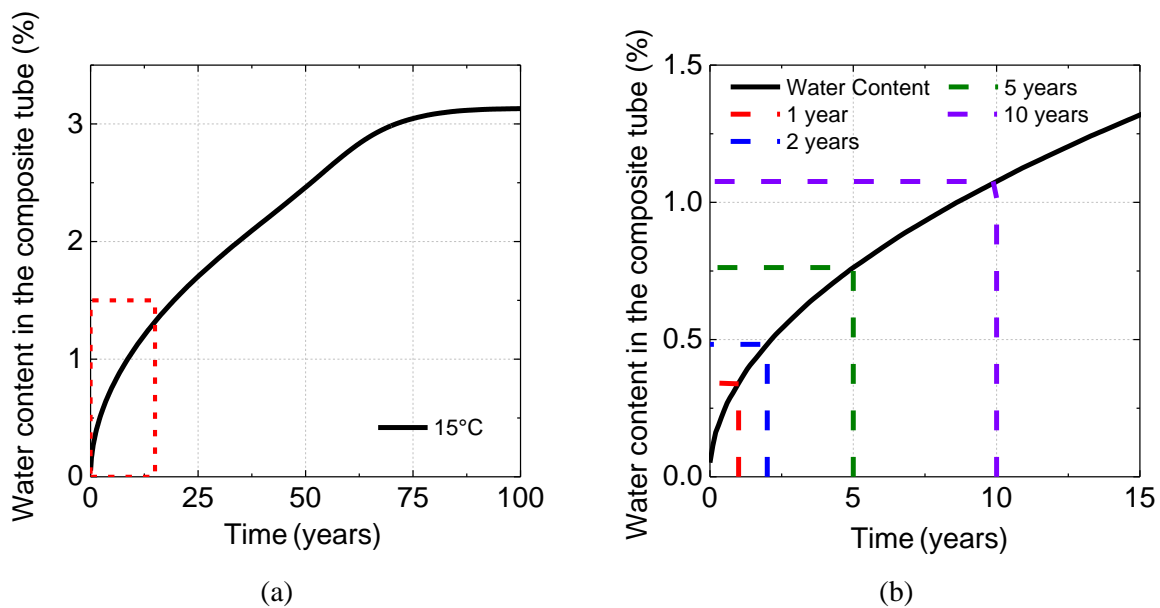 Water content in the composite tube (%)
3
2
1
0
0
25
50
75
100
15°C
Time (years)
(a)
Water content in the composite tube (%)
1.5
1.0
0.5
0.0
0
5
10
15
Water Content
1 year
2 years
5 years
10 years
Time (years)
(b)